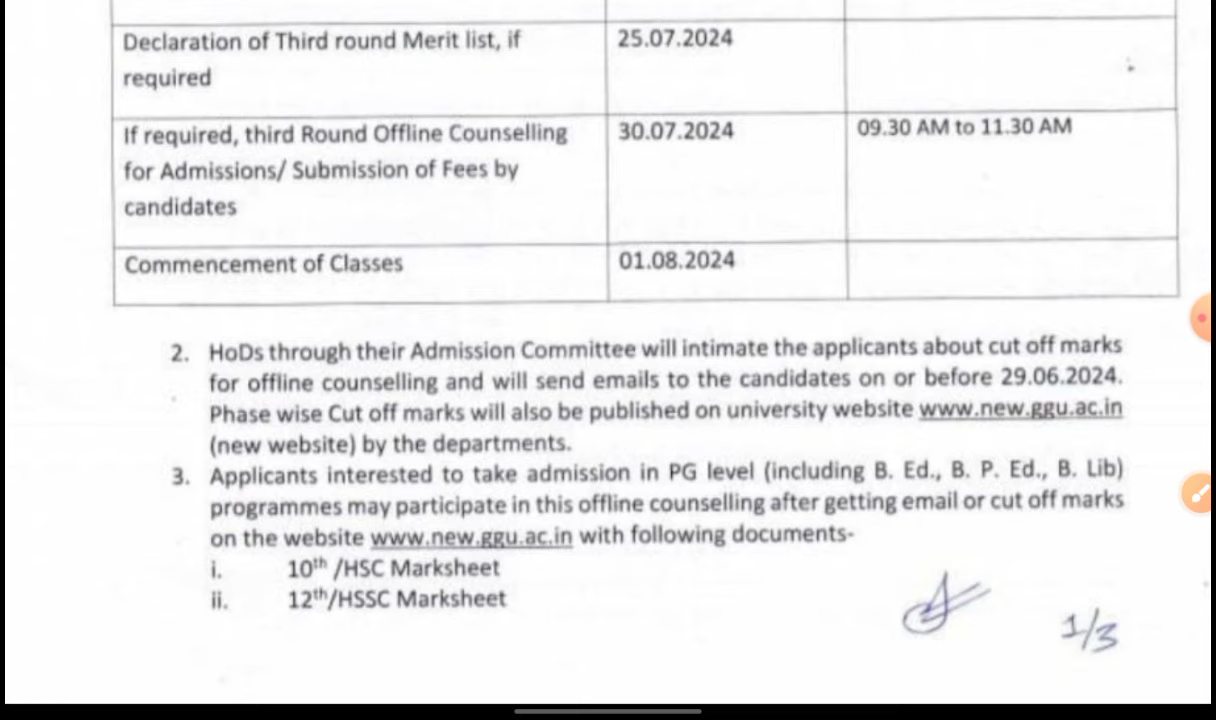 Declaration of Third round Merit list, if required 25.07.2024
If required, third Round Offline Counselling for Admissions/ Submission of Fees by candidates 30.07.2024 09.30 AM to 11.30 AM
Commencement of Classes 01.08.2024
2. HoDs through their Admission Committee will intimate the applicants about cut off marks
for offline counselling and will send emails to the candidates on or before 29.06.2024.
Phase wise Cut off marks will also be published on university website www.new.ggu.ac.in
(new website) by the departments.
3. Applicants interested to take admission in PG level (including B. Ed., B. P. Ed., B. Lib)
programmes may participate in this offline counselling after getting email or cut off marks
on the website www.new.ggu.ac.in with following documents-
i. 10th /HSC Marksheet
ii. 12th/HSSC Marksheet
1/3